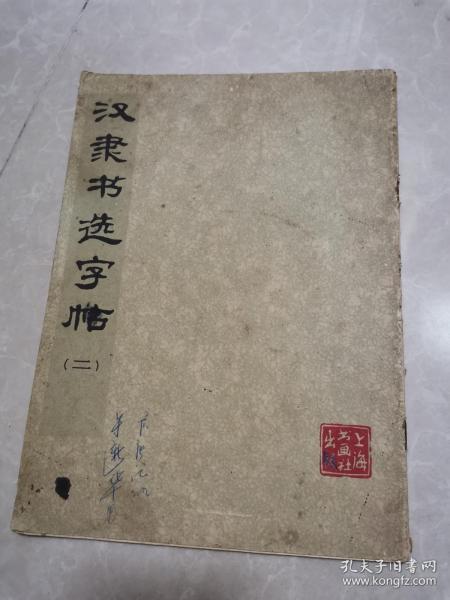 汉隶书选字帖
(二)
上海
书画社
出版
孔夫子旧书网
www.kongfz.com